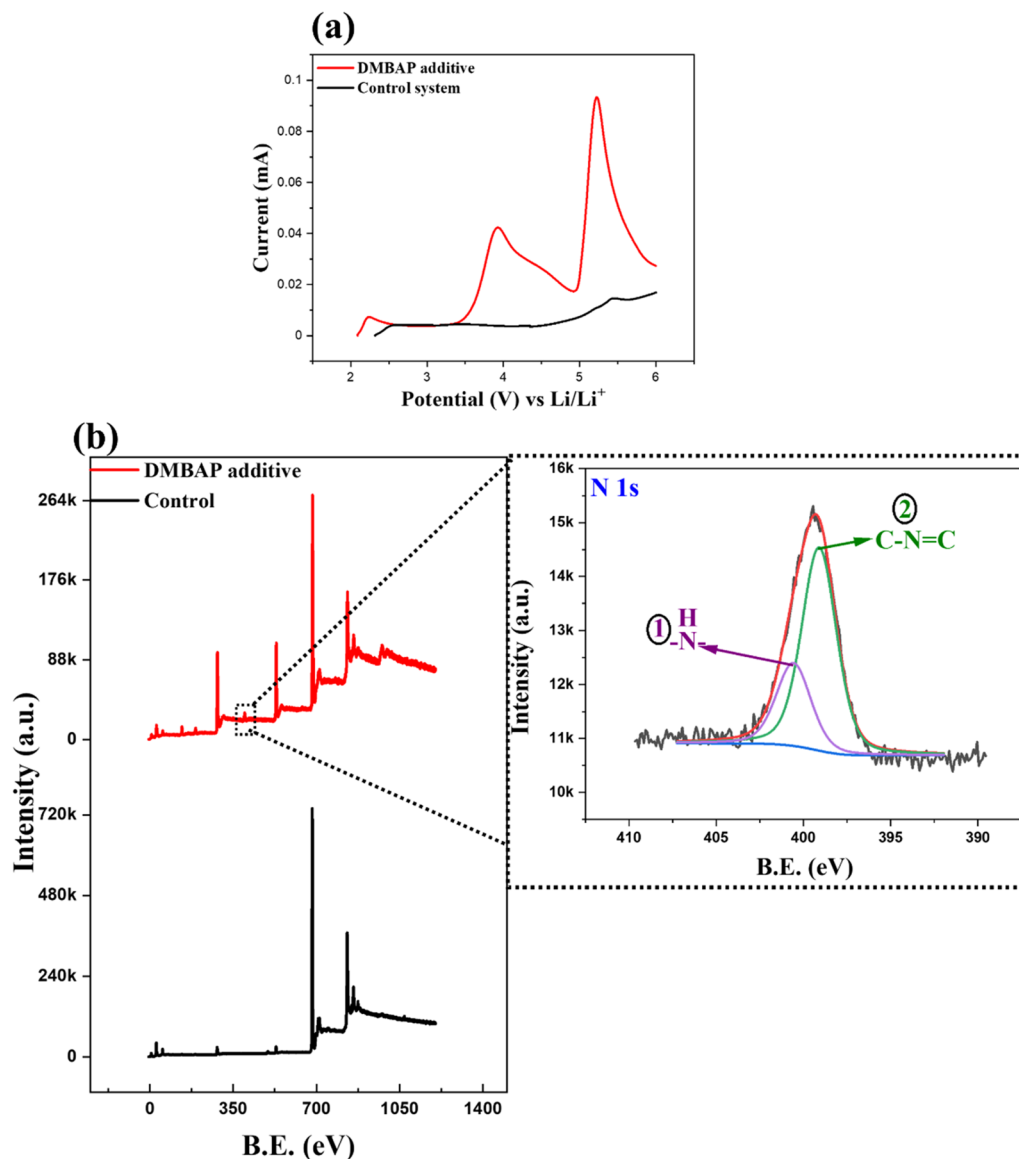 (a)
DMBAP additive
Control system
0.1
0.08
0.06
0.04
0.02
0
Current (mA)
2 3 4 5 6
Potential (V) vs Li/Li⁺
(b)
DMBAP additive
Control
264k
176k
88k
0
720k
480k
240k
0
Intensity (a.u.)
0 350 700 1050 1400
B.E. (eV)
N 1s
16k
15k
14k
13k
12k
11k
10k
Intensity (a.u.)
2
C-N=C
H
1 -N-
410 405 400 395 390
B.E. (eV)